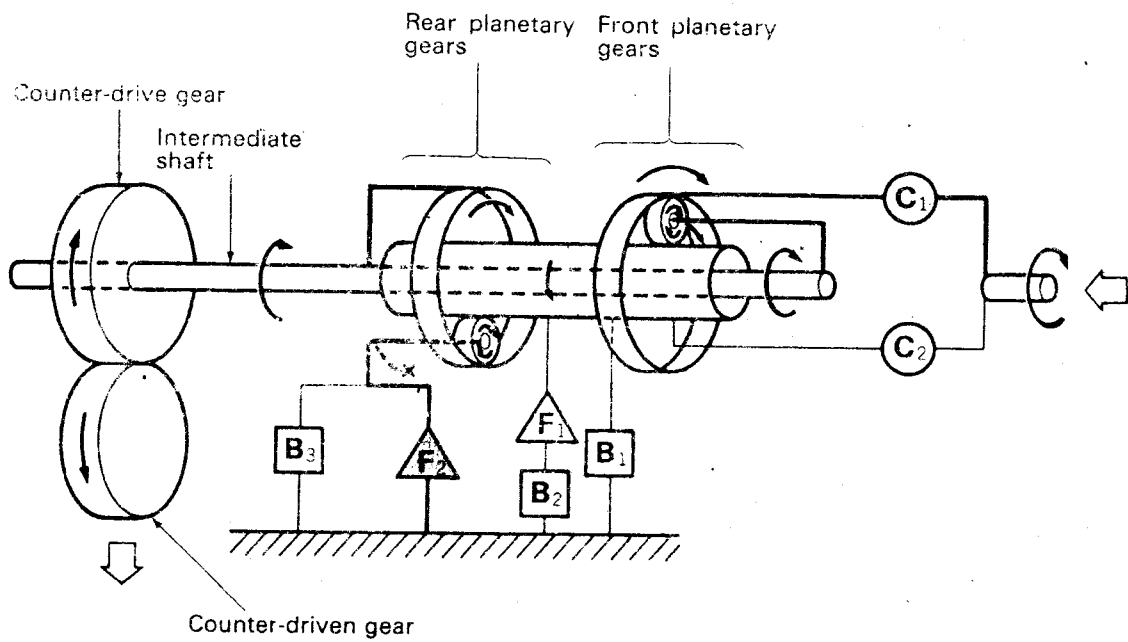 Rear planetary
gears
Front planetary
gears
Counter-drive gear
Intermediate
shaft
C1
C2
F1
F2
B3
B2
B1
Counter-driven gear